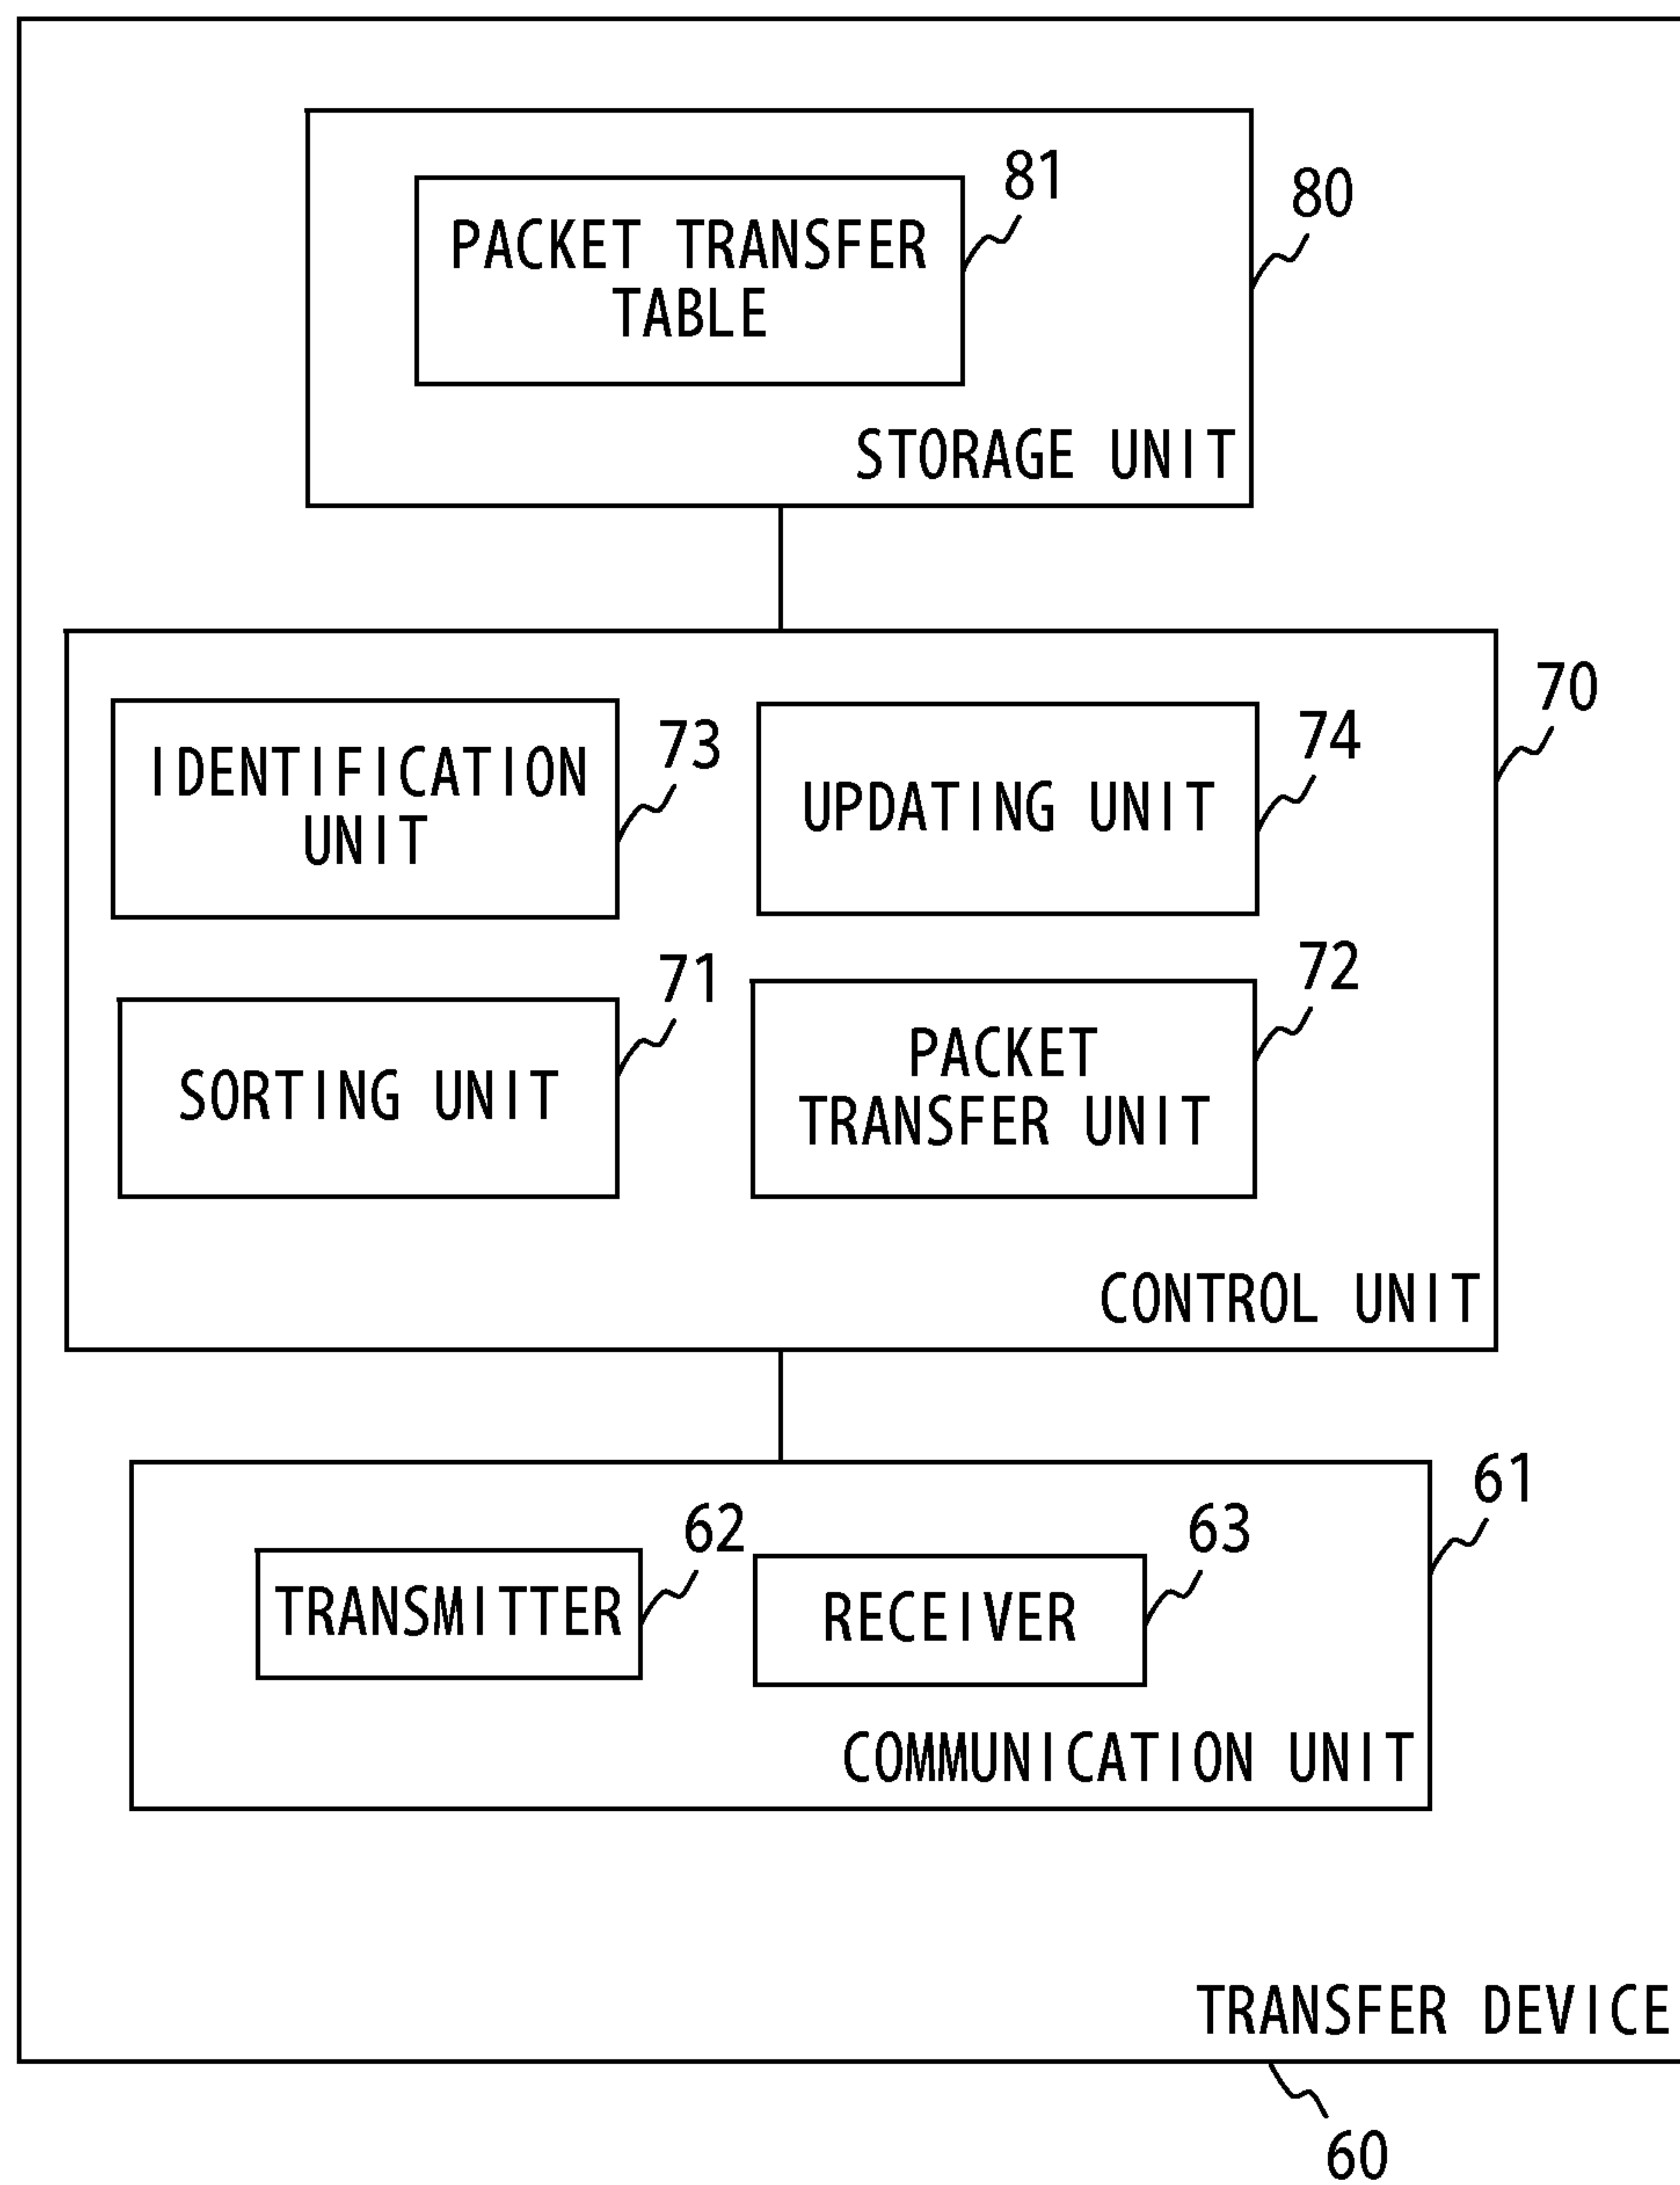 81
80
PACKET TRANSFER
TABLE
STORAGE UNIT
70
73
74
IDENTIFICATION
UNIT
UPDATING UNIT
71
72
SORTING UNIT
PACKET
TRANSFER UNIT
CONTROL UNIT
61
62
63
TRANSMITTER
RECEIVER
COMMUNICATION UNIT
TRANSFER DEVICE
60